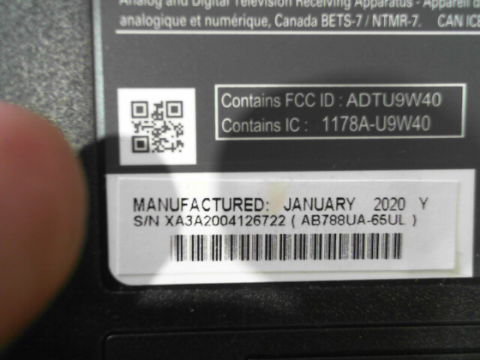 Analog and Digital Television Receiving Apparatus - Appareil de
analogique et numérique, Canada BETS-7 / NTMR-7. CAN ICE
Contains FCC ID : ADTU9W40
Contains IC : 1178A-U9W40
MANUFACTURED: JANUARY 2020 Y
S/N XA3A2004126722 ( AB788UA-65UL )